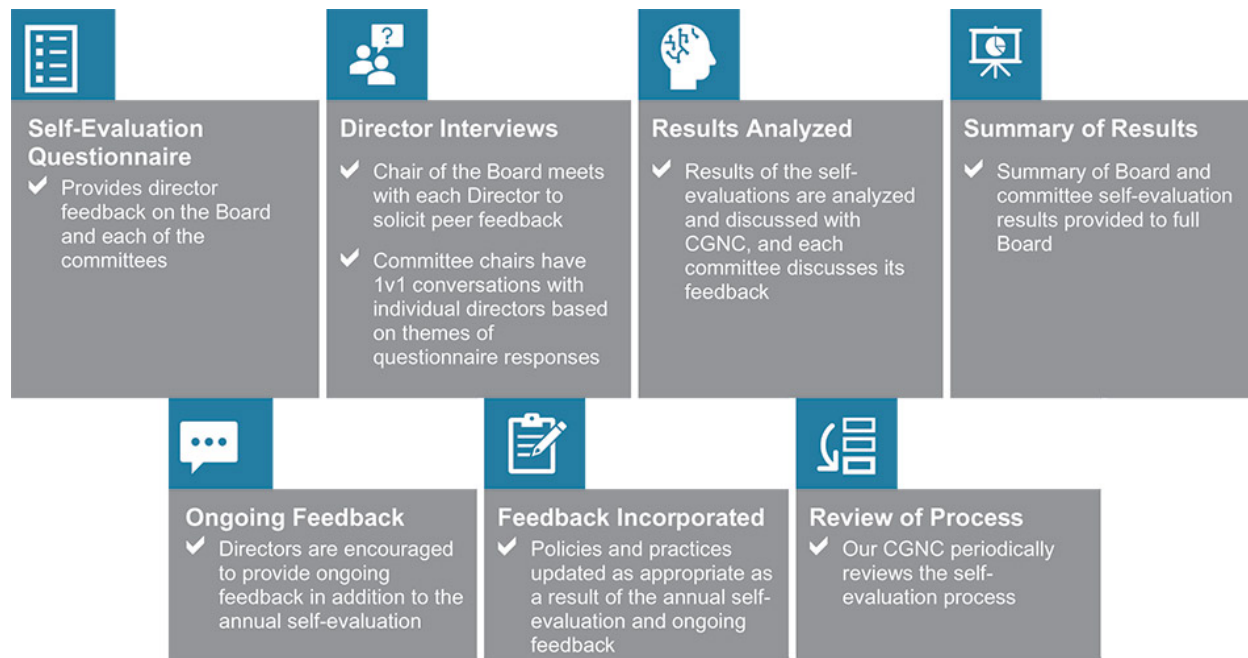 ?
Self-Evaluation
Questionnaire
Provides director
feedback on the Board
and each of the
committees
Director Interviews
Chair of the Board meets
with each Director to
solicit peer feedback
Committee chairs have
1v1 conversations with
individual directors based
on themes of
questionnaire responses
Results Analyzed
Results of the self-
evaluations are analyzed
and discussed with
CGNC, and each
committee discusses its
feedback
Summary of Results
Summary of Board and
committee self-evaluation
results provided to full
Board
Ongoing Feedback
Directors are encouraged
to provide ongoing
feedback in addition to the
annual self-evaluation
Feedback Incorporated
Policies and practices
updated as appropriate as
a result of the annual self-
evaluation and ongoing
feedback
Review of Process
Our CGNC periodically
reviews the self-
evaluation process